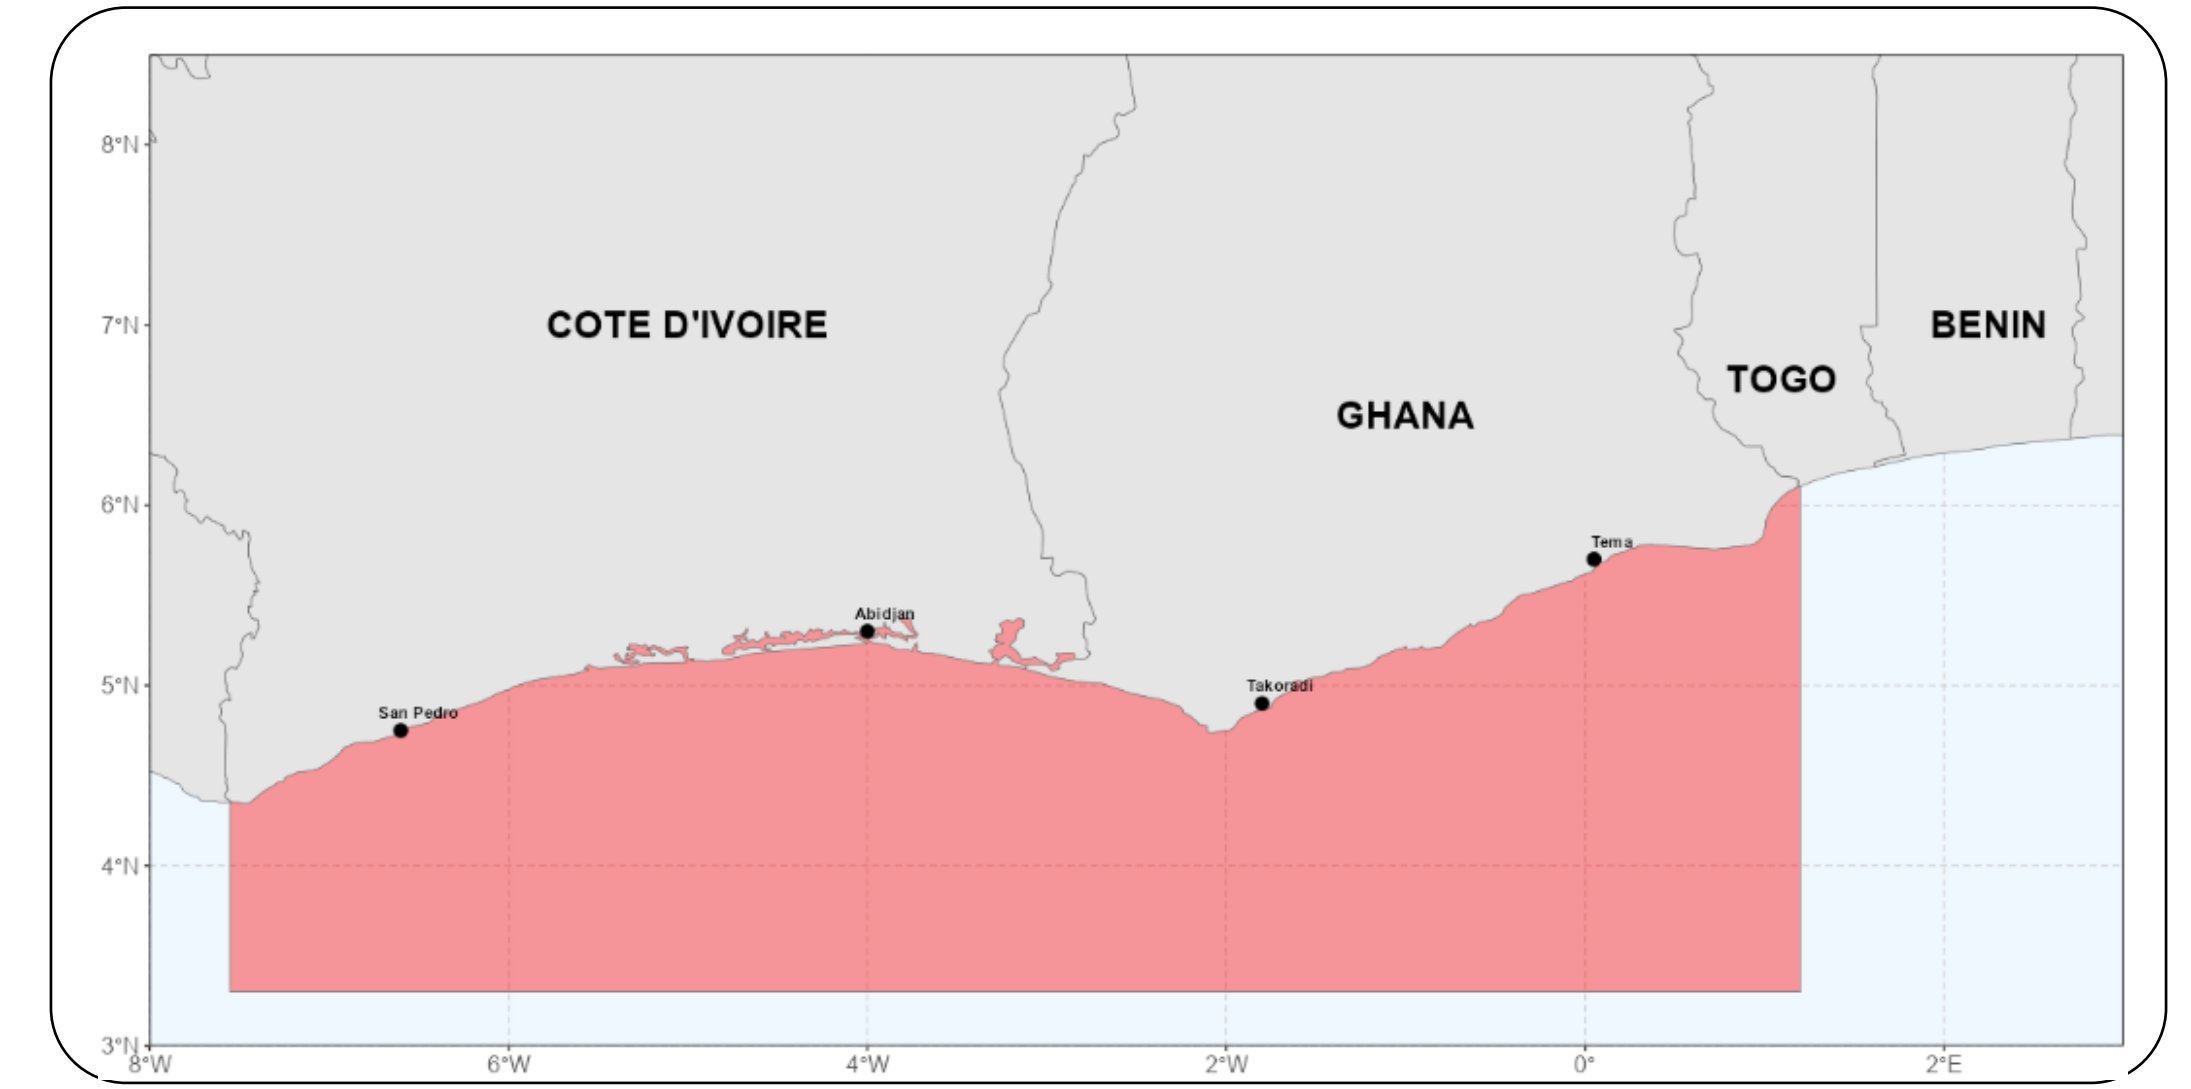 8°N
7°N
6°N
5°N
4°N
3°N
COTE D'IVOIRE
BENIN
TOGO
GHANA
Tema
Abidjan
Takoradi
San Pedro
8°W
6°W
4°W
2°W
0°
2°E